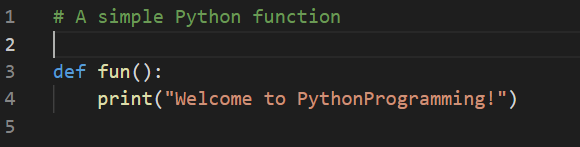 1 # A simple Python function
2
3 def fun():
4     print("Welcome to PythonProgramming!")
5